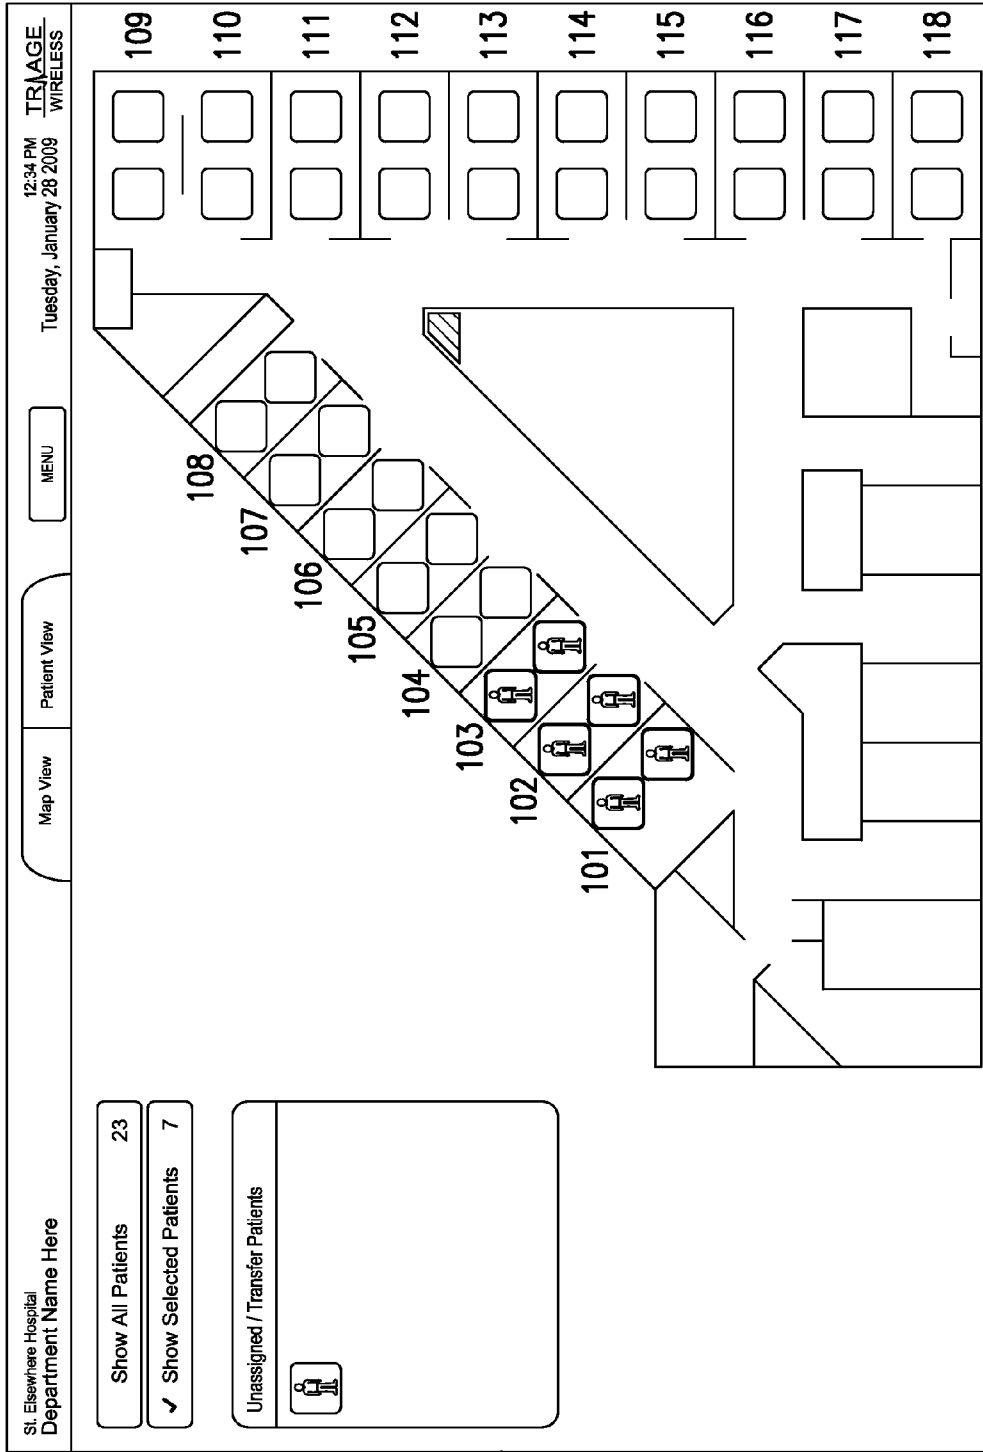 St. Elsewhere Hospital
Department Name Here
Map View
Patient View
MENU
12:34 PM
Tuesday, January 28 2009
TRIAGE
WIRELESS
Show All Patients 23
✓ Show Selected Patients 7
Unassigned / Transfer Patients
101
102
103
104
105
106
107
108
109
110
111
112
113
114
115
116
117
118